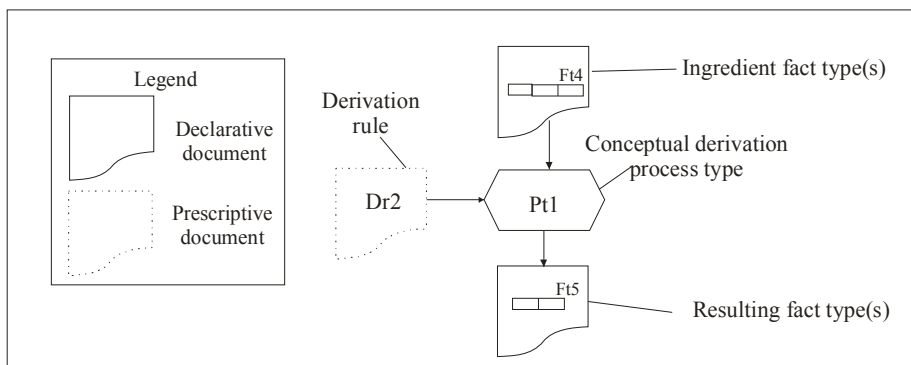 Legend
Declarative
document
Prescriptive
document
Derivation
rule
Dr2
Ft4
Ingredient fact type(s)
Conceptual derivation
process type
Pt1
Ft5
Resulting fact type(s)